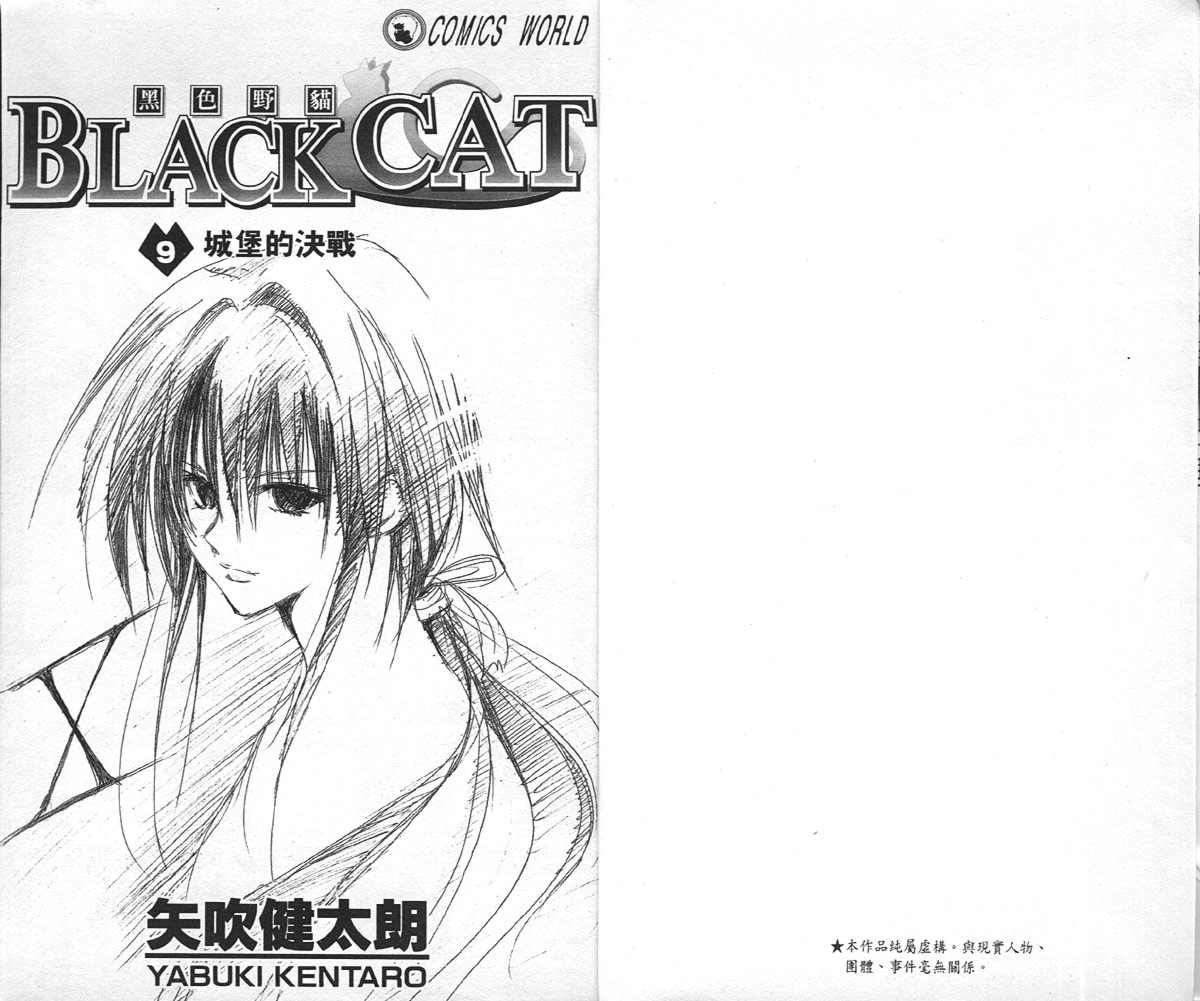 COMICS WORLD
黑色野貓
BLACK CAT
9 城堡的決戰
X
矢吹健太朗
YABUKI KENTARO
★本作品純屬虛構。與現實人物、
團體、事件毫無關係。